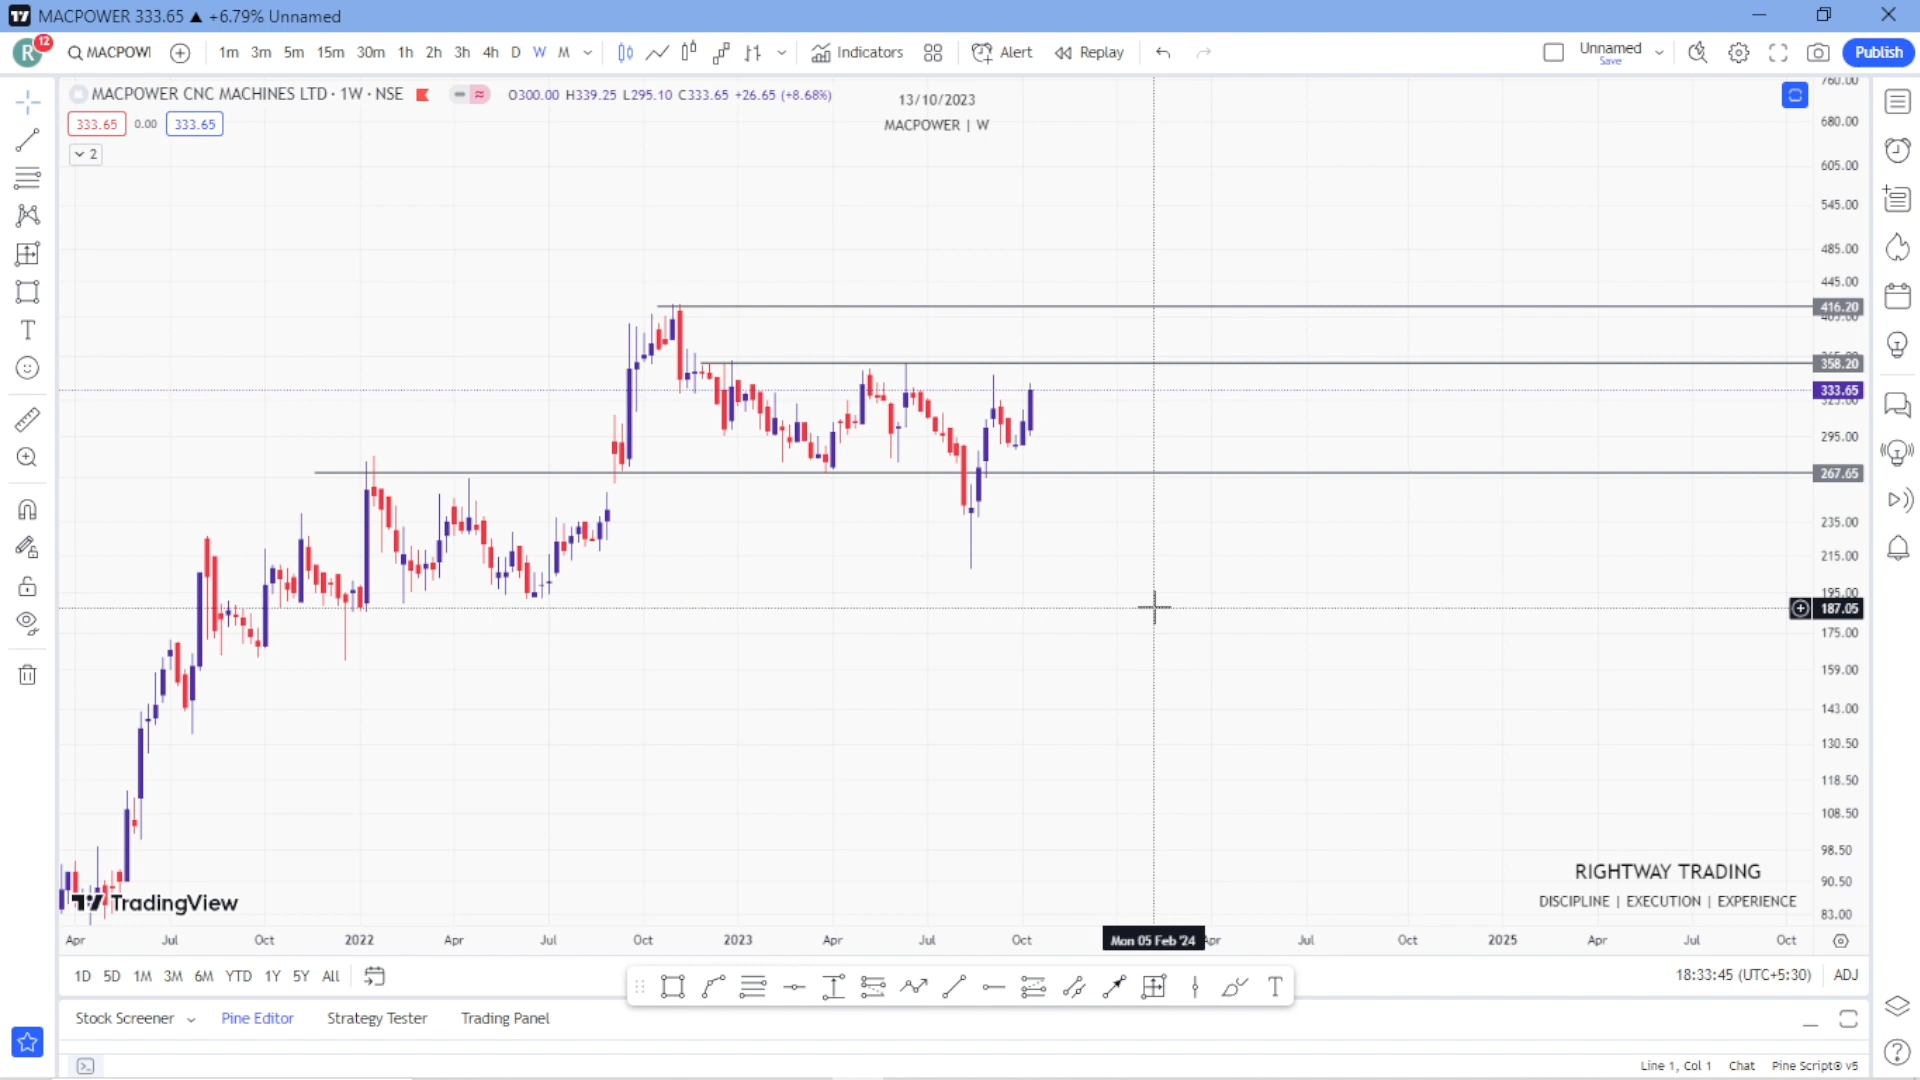 MACPOWER 333.65 ▲ +6.79% Unnamed
R 12 MACPOWI 1m 3m 5m 15m 30m 1h 2h 3h 4h D W M Indicators Alert Replay Unnamed Save Publish
MACPOWER CNC MACHINES LTD · 1W · NSE O300.00 H339.25 L295.10 C333.65 +26.65 (+8.68%)
333.65 0.00 333.65
2
13/10/2023
MACPOWER | W
760.00
680.00
605.00
545.00
485.00
445.00
416.20
358.20
333.65
325.00
295.00
267.65
235.00
215.00
195.00
187.05
175.00
159.00
143.00
130.50
118.50
108.50
98.50
90.50
83.00
RIGHTWAY TRADING
DISCIPLINE | EXECUTION | EXPERIENCE
TradingView
Apr Jul Oct 2022 Apr Jul Oct 2023 Apr Jul Oct Mon 05 Feb '24 Apr Jul Oct 2025 Apr Jul Oct
1D 5D 1M 3M 6M YTD 1Y 5Y All 18:33:45 (UTC+5:30) ADJ
Stock Screener Pine Editor Strategy Tester Trading Panel
Line 1, Col 1 Chat Pine Script® v5